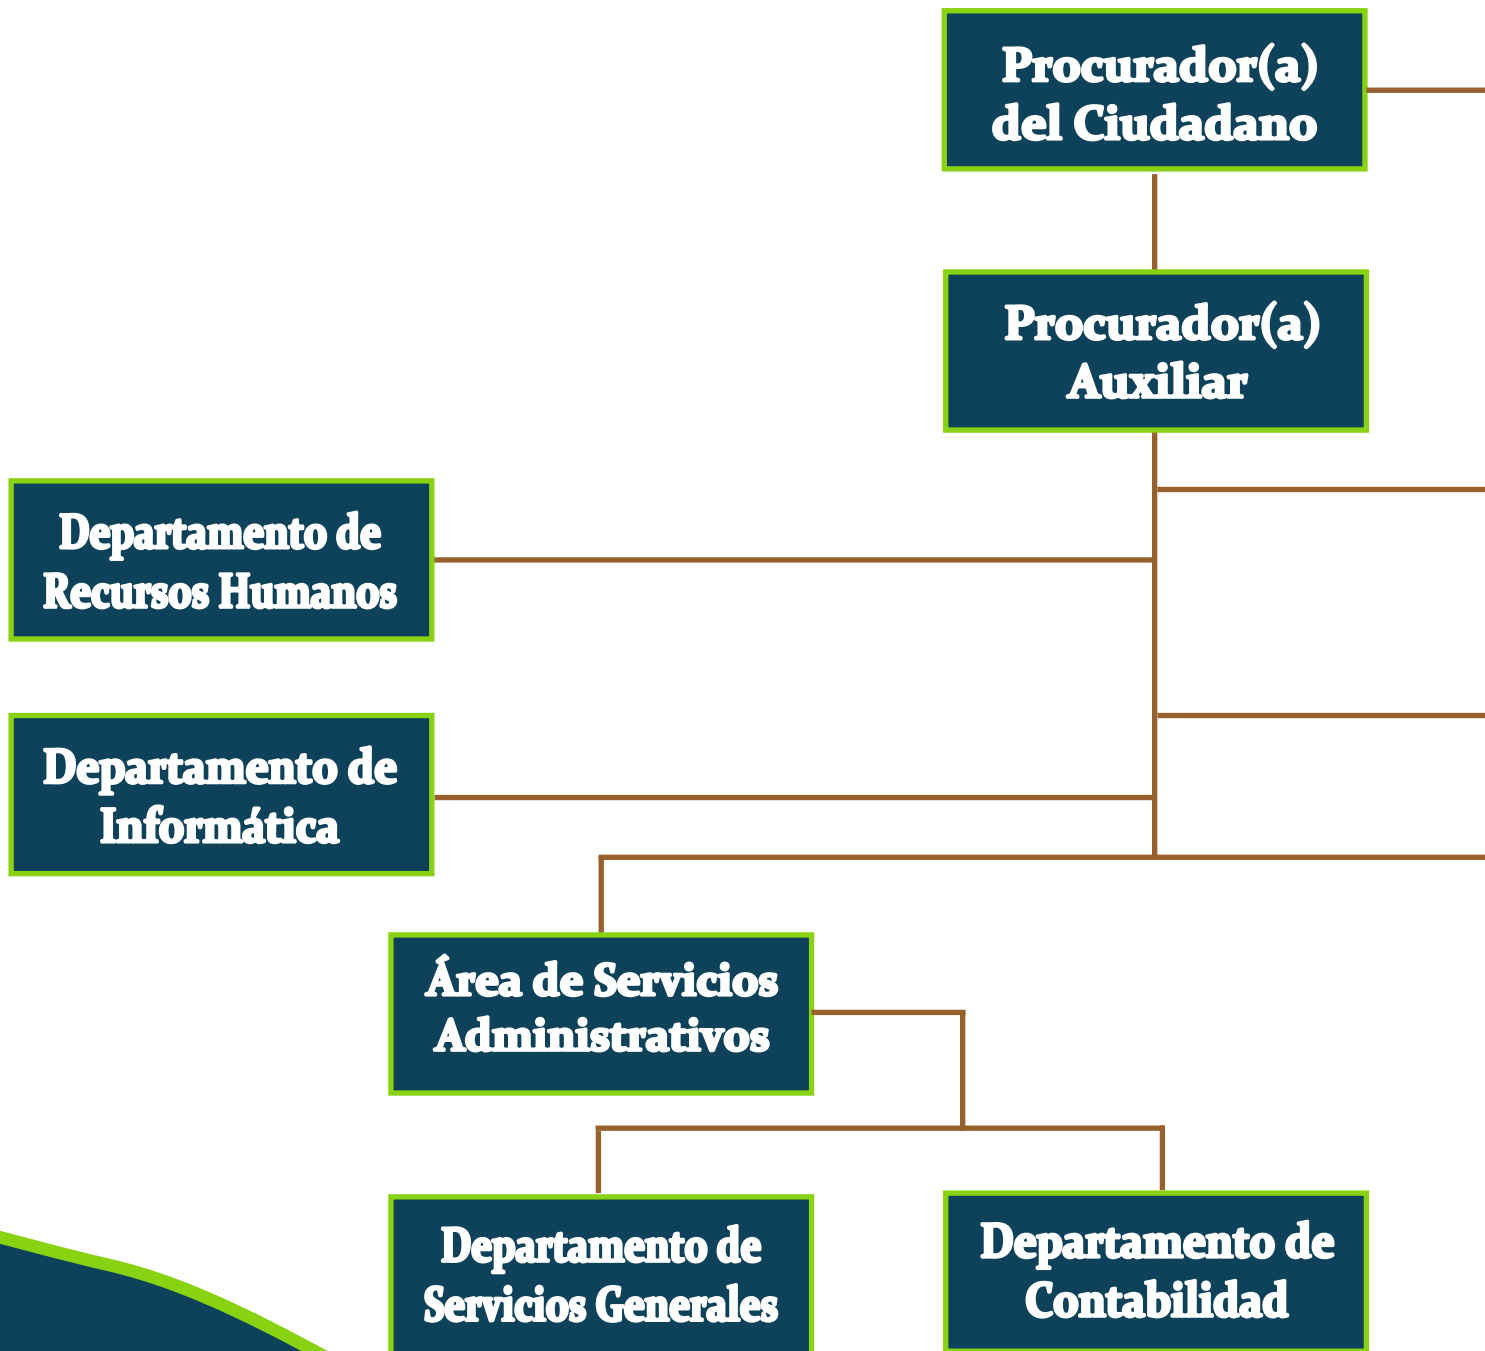 Procurador(a)
del Ciudadano
Procurador(a)
Auxiliar
Departamento de
Recursos Humanos
Departamento de
Informática
Área de Servicios
Administrativos
Departamento de
Servicios Generales
Departamento de
Contabilidad